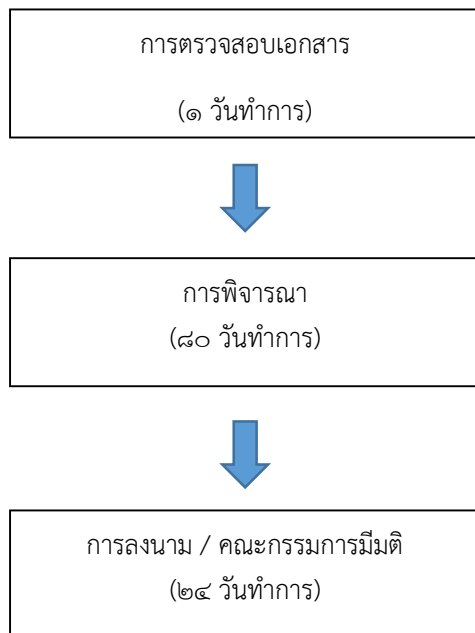 การตรวจสอบเอกสาร
(๑ วันทำการ)
การพิจารณา
(๘๐ วันทำการ)
การลงนาม / คณะกรรมการมีมติ
(๒๔ วันทำการ)